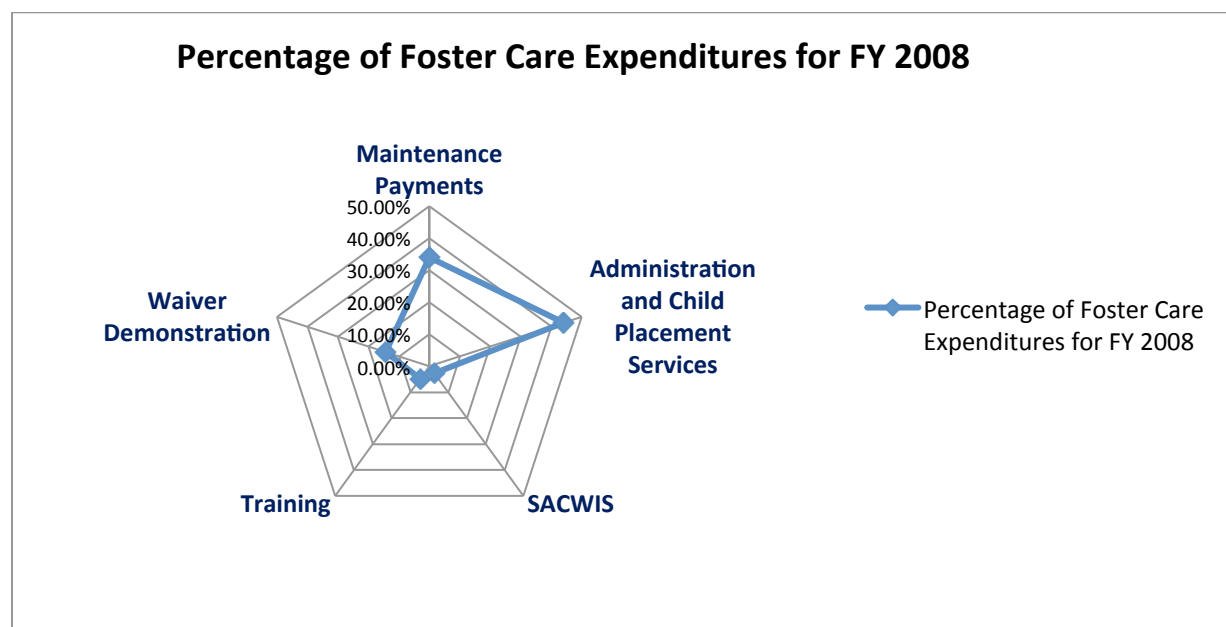 Percentage of Foster Care Expenditures for FY 2008
Maintenance
Payments
50.00%
40.00%
30.00%
20.00%
10.00%
0.00%
Administration
and Child
Placement
Services
SACWIS
Training
Waiver
Demonstration
Percentage of Foster Care
Expenditures for FY 2008